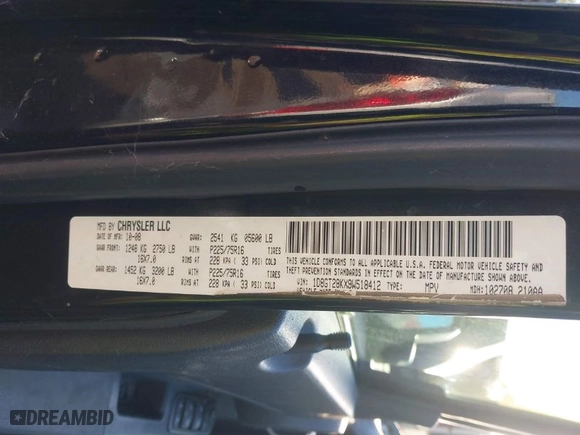 MFD BY CHRYSLER LLC
DATE OF MFR: 10-08 GVWR: 2541 KG 05600 LB
GAWR FRONT: 1248 KG 2750 LB WITH P225/75R16 TIRES
16X7.0 RIMS AT 228 KPA ( 33 PSI) COLD
GAWR REAR: 1452 KG 3200 LB WITH P225/75R16 TIRES
16X7.0 RIMS AT 228 KPA ( 33 PSI) COLD
THIS VEHICLE CONFORMS TO ALL APPLICABLE U.S.A. FEDERAL MOTOR VEHICLE SAFETY AND
THEFT PREVENTION STANDARDS IN EFFECT ON THE DATE OF MANUFACTURE SHOWN ABOVE.
VIN: 1D8GT28KX9W518412 TYPE: MPV MDH: 102708 210AA
DREAMBID